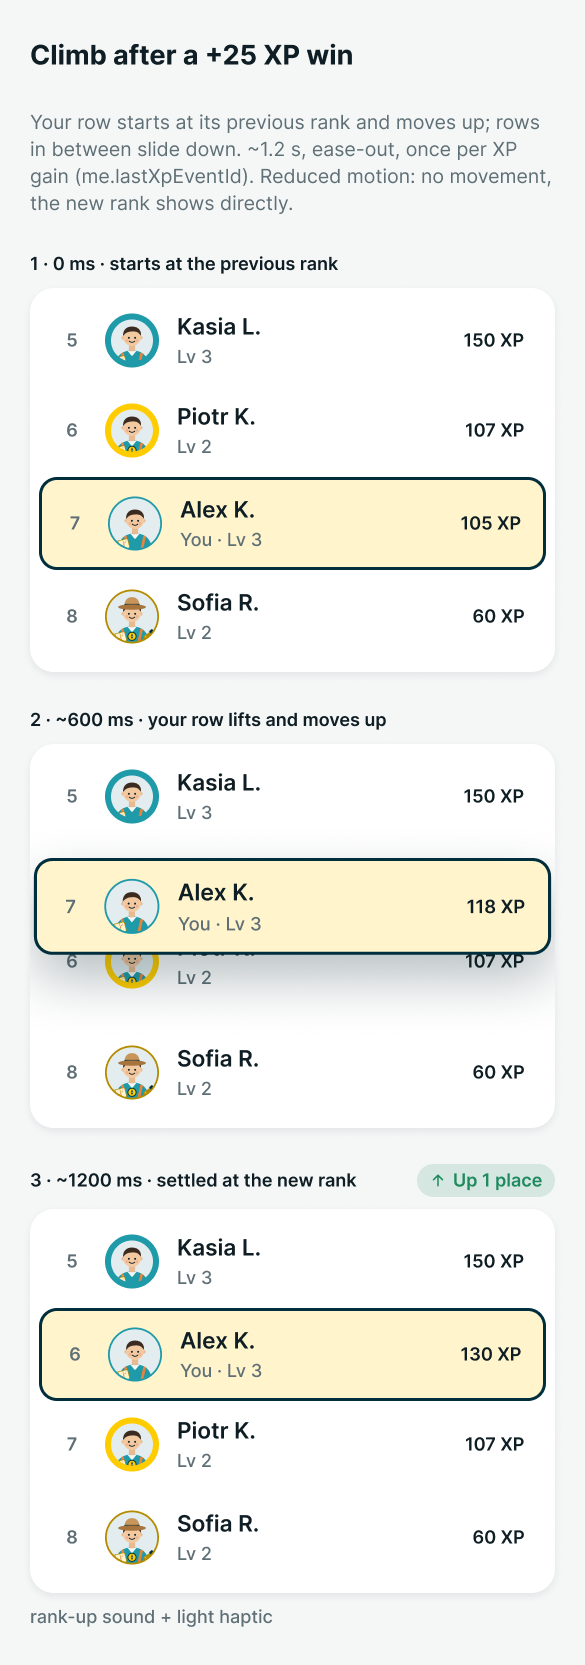 Climb after a +25 XP win
Your row starts at its previous rank and moves up; rows
in between slide down. ~1.2 s, ease-out, once per XP
gain (me.lastXpEventId). Reduced motion: no movement,
the new rank shows directly.
1 · 0 ms · starts at the previous rank
5 Kasia L. 150 XP
Lv 3
6 Piotr K. 107 XP
Lv 2
7 Alex K. 105 XP
You · Lv 3
8 Sofia R. 60 XP
Lv 2
2 · ~600 ms · your row lifts and moves up
5 Kasia L. 150 XP
Lv 3
7 Alex K. 118 XP
You · Lv 3
6 107 XP
Lv 2
8 Sofia R. 60 XP
Lv 2
3 · ~1200 ms · settled at the new rank
↑ Up 1 place
5 Kasia L. 150 XP
Lv 3
6 Alex K. 130 XP
You · Lv 3
7 Piotr K. 107 XP
Lv 2
8 Sofia R. 60 XP
Lv 2
rank-up sound + light haptic